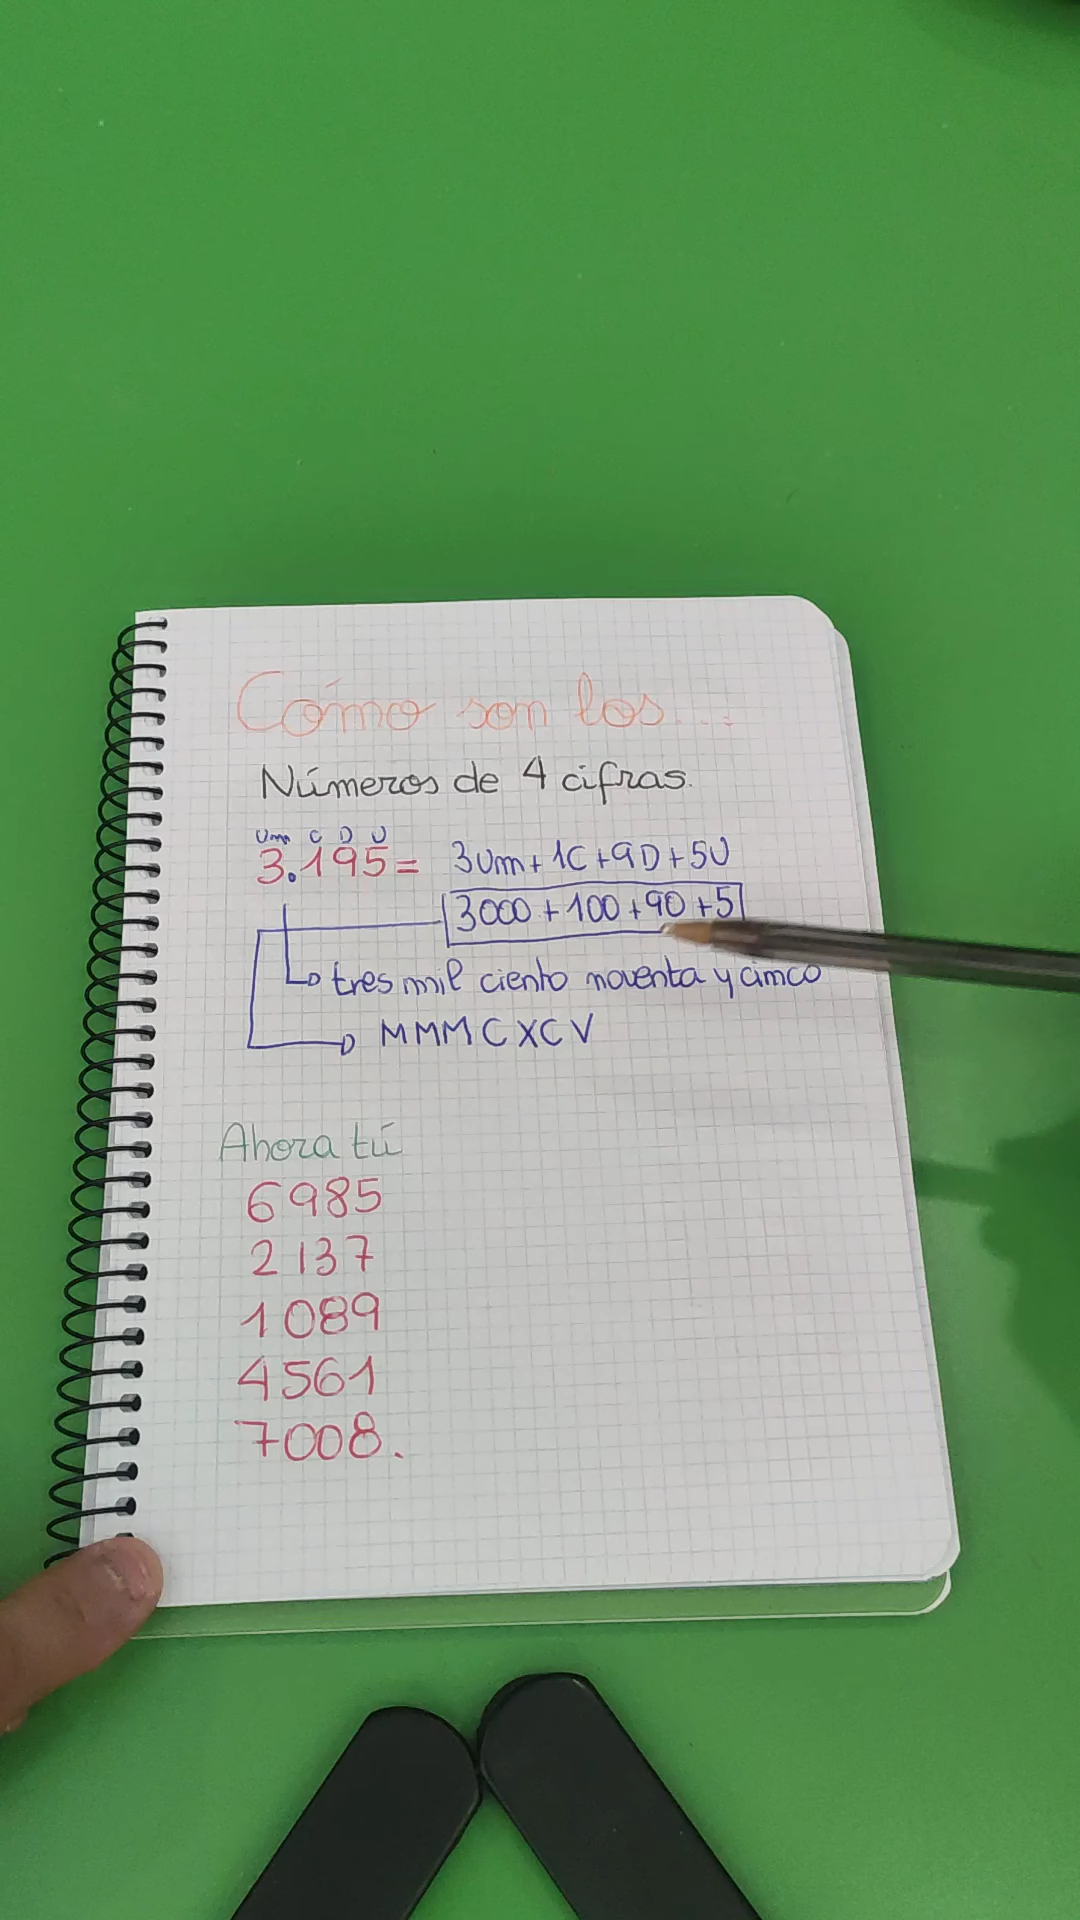 Cómo son los...
Números de 4 cifras.
Um C D U
3.195 = 3Um + 1C + 9D + 5U
3000 + 100 + 90 + 5
tres mil ciento noventa y cinco
MMMCXCV
Ahora tú
6985
2137
1089
4561
7008.